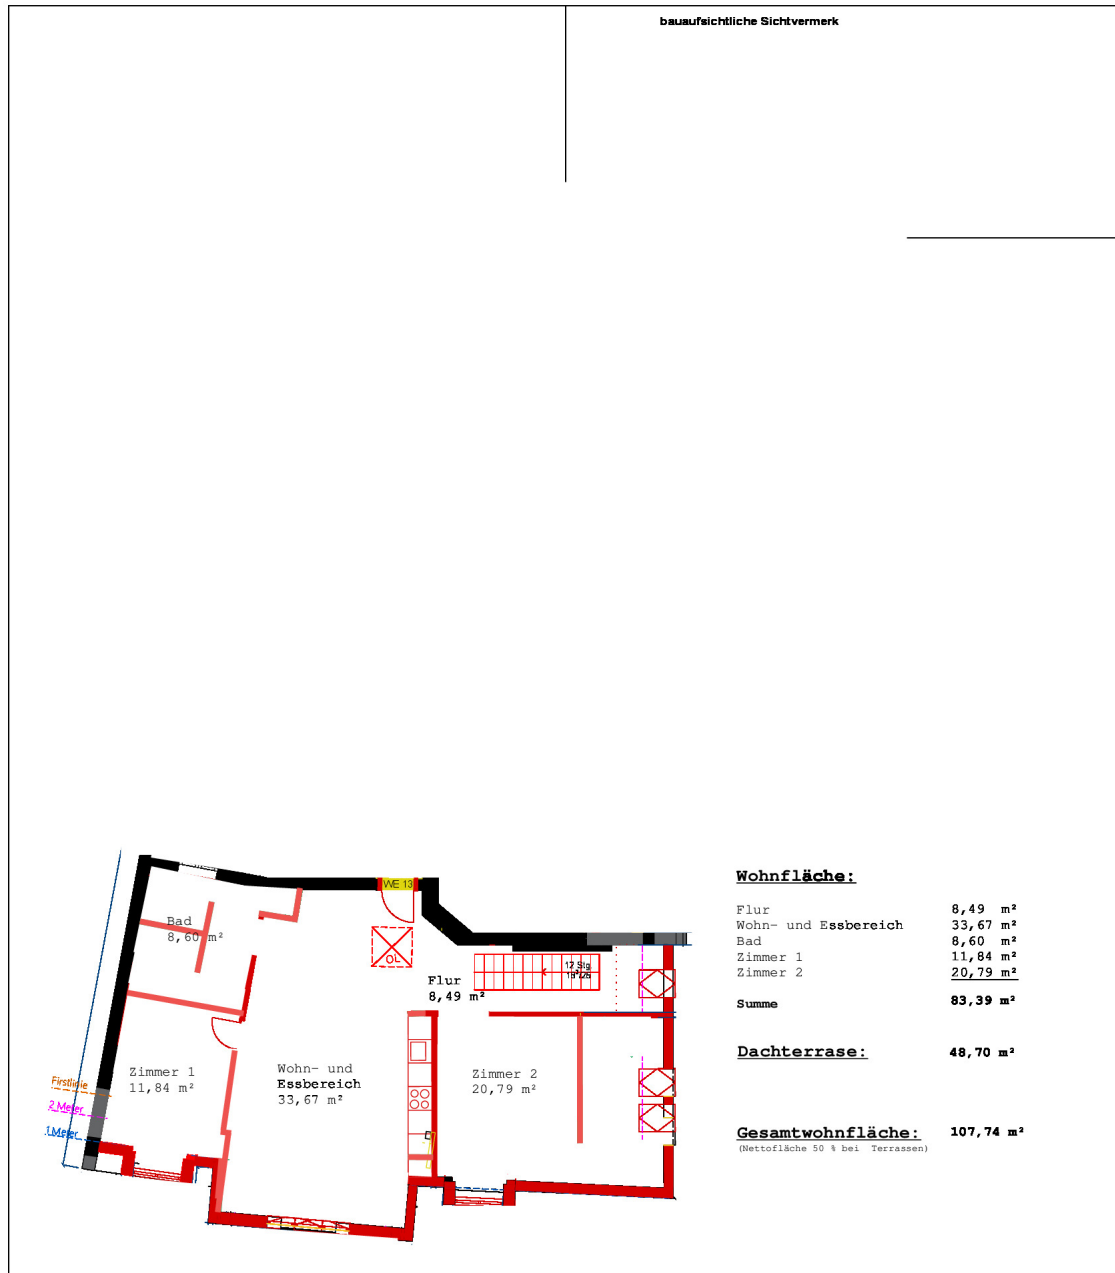 bauaufsichtliche Sichtvermerk
WE 13
Bad
8,60 m²
OL
12 Stg
Flur
8,49 m²
Zimmer 1
11,84 m²
Wohn- und
Essbereich
33,67 m²
Zimmer 2
20,79 m²
Firstlinie
2 Meter
1 Meter
Wohnfläche:
Flur 8,49 m²
Wohn- und Essbereich 33,67 m²
Bad 8,60 m²
Zimmer 1 11,84 m²
Zimmer 2 20,79 m²
Summe 83,39 m²
Dachterrase: 48,70 m²
Gesamtwohnfläche: 107,74 m²
(Nettofläche 50 % bei Terrassen)